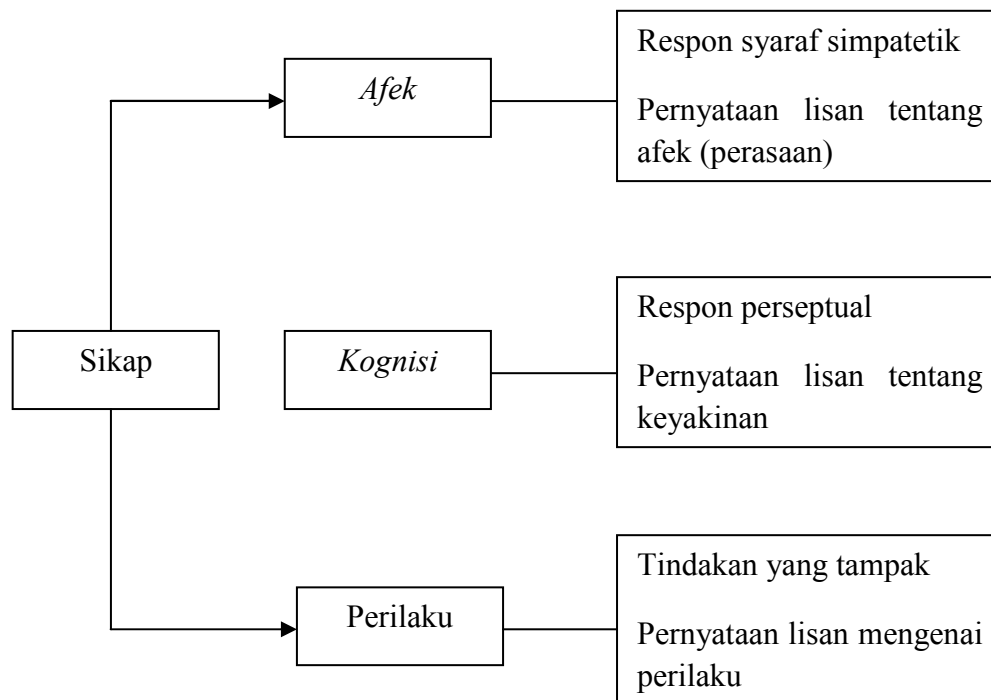 Afek
Respon syaraf simpatetik
Pernyataan lisan tentang
afek (perasaan)
Sikap
Kognisi
Respon perseptual
Pernyataan lisan tentang
keyakinan
Perilaku
Tindakan yang tampak
Pernyataan lisan mengenai
perilaku